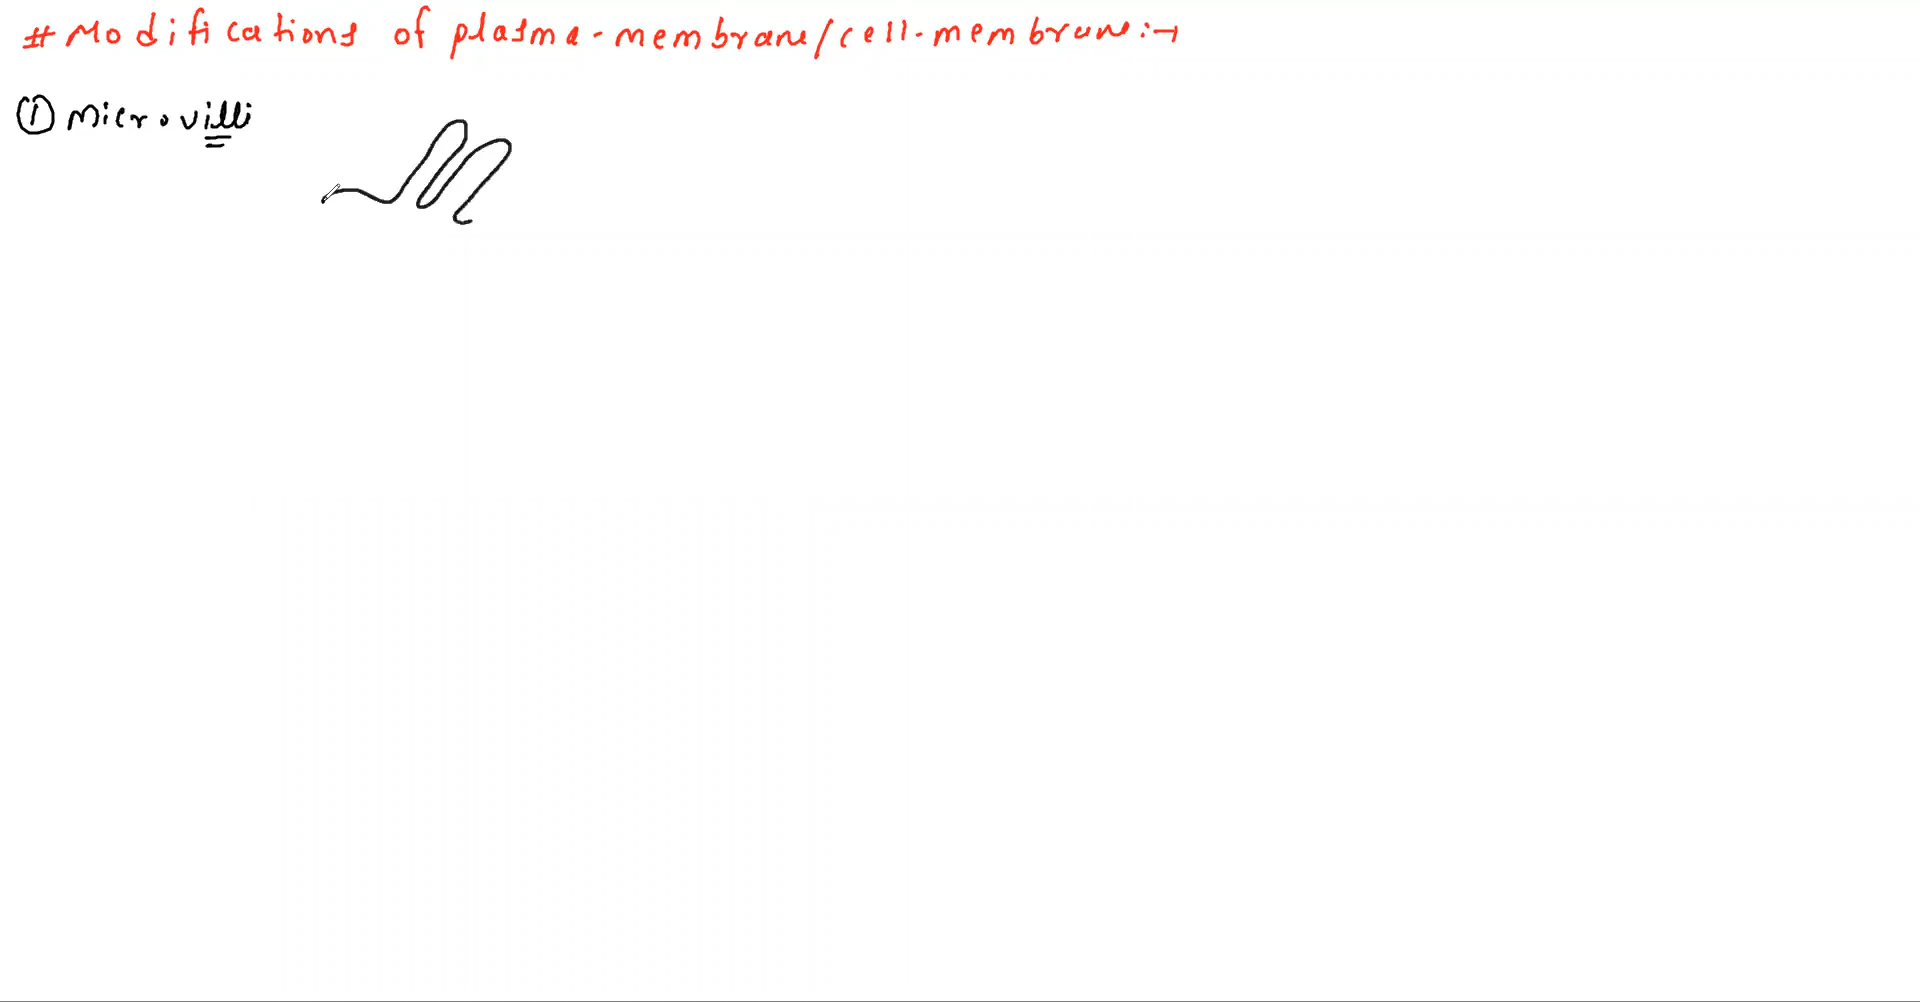 # Modifications of plasma-membrane/cell-membrane:→
① Microvilli